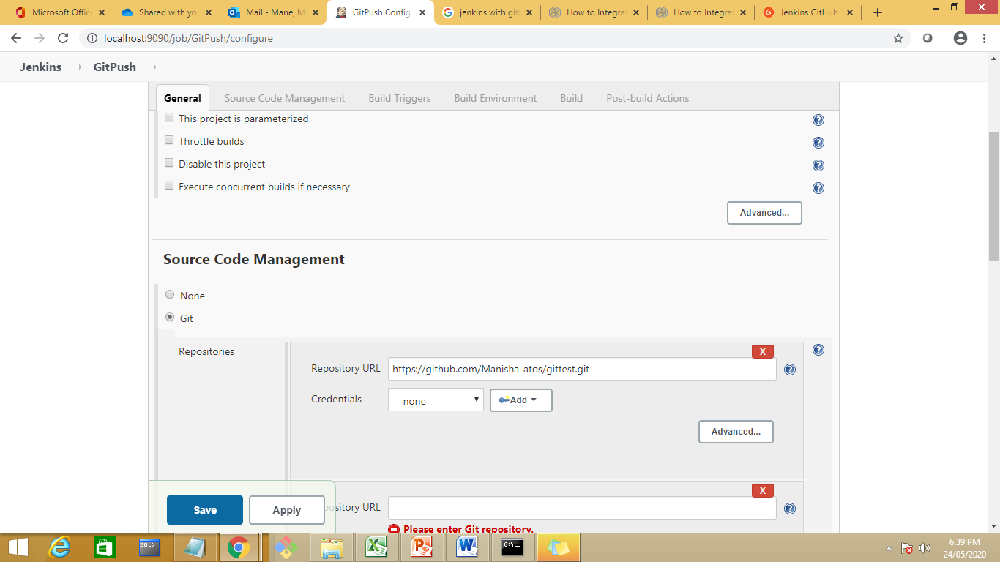 Microsoft Offic
Shared with you
Mail - Mane, M
GitPush Config
jenkins with git
How to Integrat
How to Integrat
Jenkins GitHub
localhost:9090/job/GitPush/configure
Jenkins
GitPush
General
Source Code Management
Build Triggers
Build Environment
Build
Post-build Actions
This project is parameterized
Throttle builds
Disable this project
Execute concurrent builds if necessary
Advanced...
Source Code Management
None
Git
Repositories
X
Repository URL
https://github.com/Manisha-atos/gittest.git
Credentials
- none -
Add
Advanced...
X
ository URL
Please enter Git repository.
Save
Apply
SQL>
C:\
6:39 PM
24/05/2020